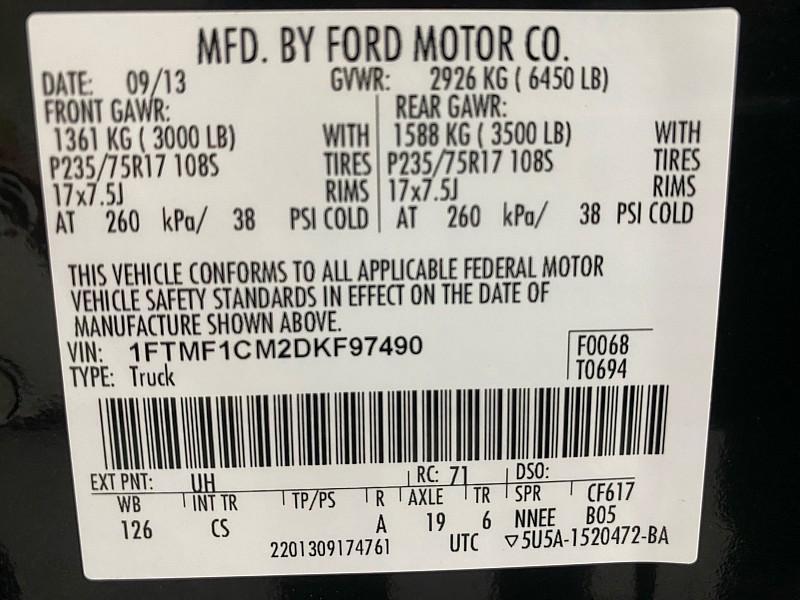 MFD. BY FORD MOTOR CO.
DATE: 09/13 GVWR: 2926 KG ( 6450 LB)
FRONT GAWR: REAR GAWR:
1361 KG ( 3000 LB) WITH 1588 KG ( 3500 LB) WITH
P235/75R17 108S TIRES P235/75R17 108S TIRES
17x7.5J RIMS 17x7.5J RIMS
AT 260 kPa/ 38 PSI COLD AT 260 kPa/ 38 PSI COLD
THIS VEHICLE CONFORMS TO ALL APPLICABLE FEDERAL MOTOR
VEHICLE SAFETY STANDARDS IN EFFECT ON THE DATE OF
MANUFACTURE SHOWN ABOVE.
VIN: 1FTMF1CM2DKF97490 F0068
TYPE: Truck T0694
EXT PNT: UH RC: 71 DSO:
WB INT TR TP/PS R AXLE TR SPR CF617
126 CS A 19 6 NNEE B05
2201309174761 UTC ▽5U5A-1520472-BA